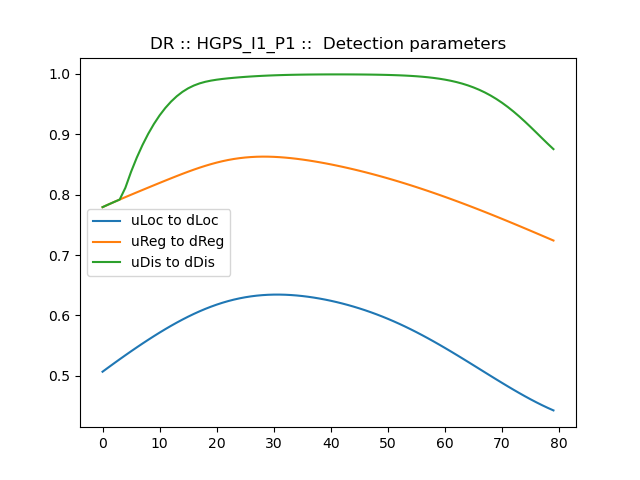 DR :: HGPS_I1_P1 ::  Detection parameters
1.0
0.9
0.8
0.7
0.6
0.5
uLoc to dLoc
uReg to dReg
uDis to dDis
0 10 20 30 40 50 60 70 80